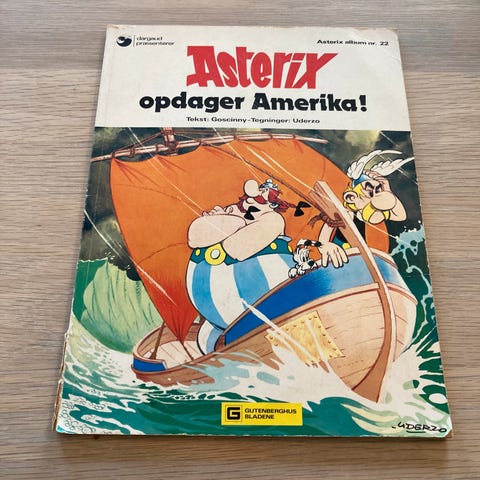 dargaud
præsenterer
Asterix album nr. 22
Asterix
opdager Amerika!
Tekst: Goscinny-Tegninger: Uderzo
G GUTENBERGHUS
BLADENE
UDERZO